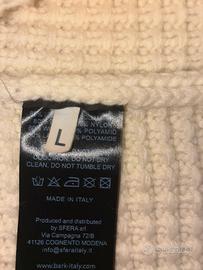 % NYLON
% POLYAMID
% POLYAMIDE
L
IRON, DO NOT DRY
CLEAN, DO NOT TUMBLE DRY
MADE IN ITALY
Produced and distributed
by SFERA srl
Via Campagna 72/B
41126 COGNENTO MODENA
info@sferaitaly.it
www.bark-italy.com